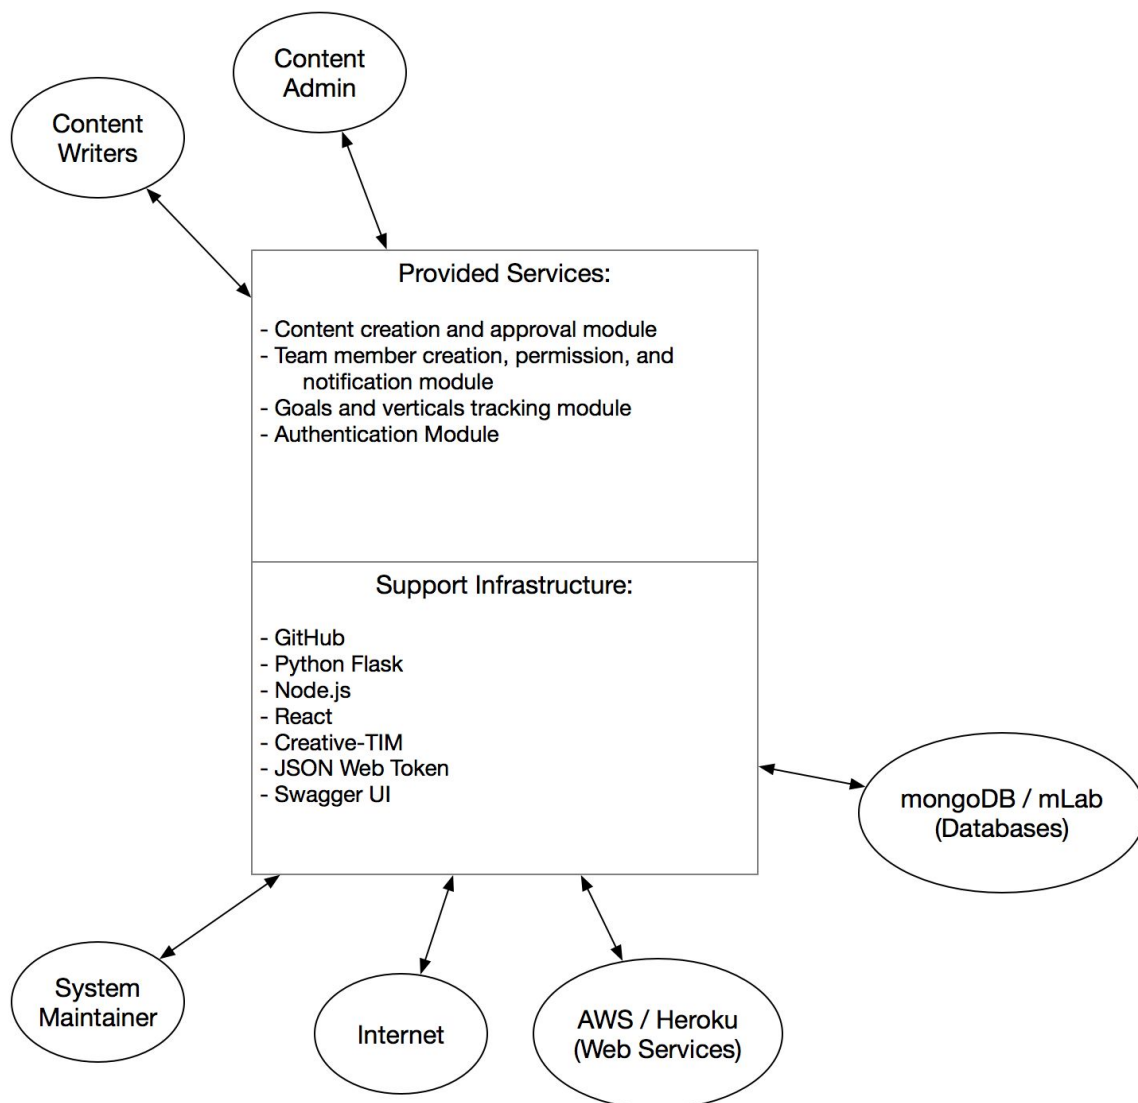 Content
Admin
Content
Writers
Provided Services:
- Content creation and approval module
- Team member creation, permission, and
notification module
- Goals and verticals tracking module
- Authentication Module
Support Infrastructure:
- GitHub
- Python Flask
- Node.js
- React
- Creative-TIM
- JSON Web Token
- Swagger UI
mongoDB / mLab
(Databases)
System
Maintainer
Internet
AWS / Heroku
(Web Services)